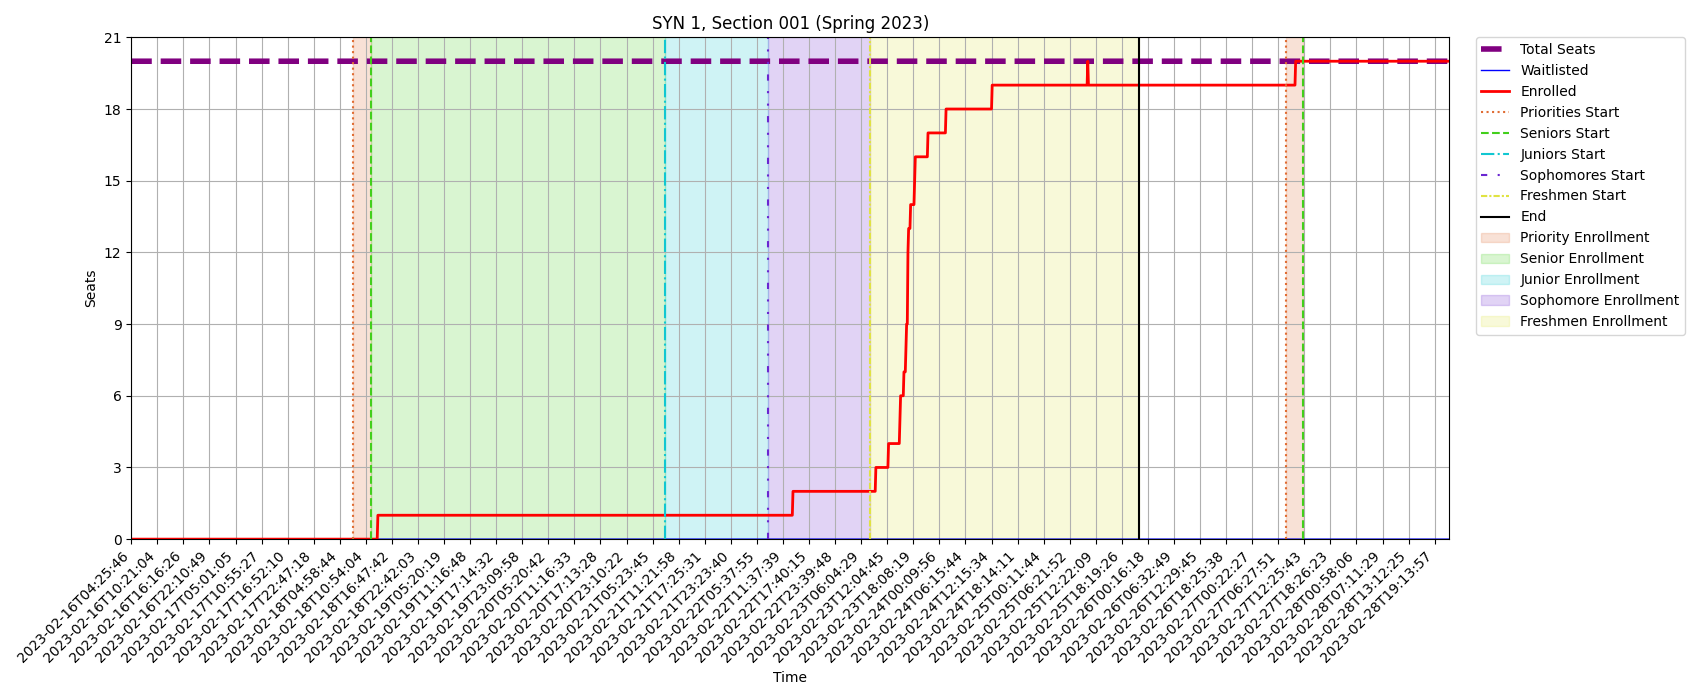 SYN 1, Section 001 (Spring 2023)
21
18
15
12
9
6
3
0
Seats
2023-02-16T04:25:46
2023-02-16T10:21:04
2023-02-16T16:16:26
2023-02-16T22:10:49
2023-02-17T05:01:05
2023-02-17T10:55:27
2023-02-17T16:52:10
2023-02-17T22:47:18
2023-02-18T04:58:44
2023-02-18T10:54:04
2023-02-18T16:47:42
2023-02-18T22:42:03
2023-02-19T05:20:19
2023-02-19T11:16:48
2023-02-19T17:14:32
2023-02-19T23:09:58
2023-02-20T05:20:42
2023-02-20T11:16:33
2023-02-20T17:13:28
2023-02-20T23:10:22
2023-02-21T05:23:45
2023-02-21T11:21:58
2023-02-21T17:25:31
2023-02-21T23:23:40
2023-02-22T05:37:55
2023-02-22T11:37:39
2023-02-22T17:40:15
2023-02-22T23:39:48
2023-02-23T06:04:29
2023-02-23T12:04:45
2023-02-23T18:08:19
2023-02-24T00:09:56
2023-02-24T06:15:44
2023-02-24T12:15:34
2023-02-24T18:14:11
2023-02-25T00:11:44
2023-02-25T06:21:52
2023-02-25T12:22:09
2023-02-25T18:19:26
2023-02-26T00:16:18
2023-02-26T06:32:49
2023-02-26T12:29:45
2023-02-26T18:25:38
2023-02-27T00:22:27
2023-02-27T06:27:51
2023-02-27T12:25:43
2023-02-27T18:26:23
2023-02-28T00:58:06
2023-02-28T07:11:29
2023-02-28T13:12:25
2023-02-28T19:13:57
Time
Total Seats
Waitlisted
Enrolled
Priorities Start
Seniors Start
Juniors Start
Sophomores Start
Freshmen Start
End
Priority Enrollment
Senior Enrollment
Junior Enrollment
Sophomore Enrollment
Freshmen Enrollment